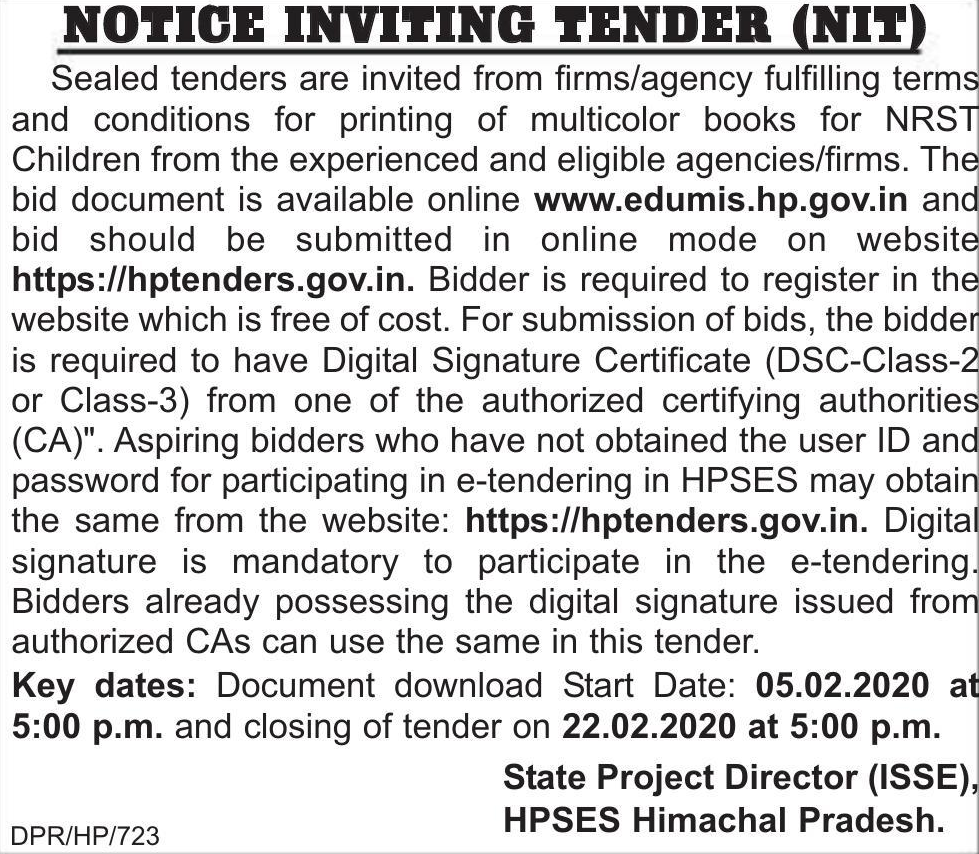 NOTICE INVITING TENDER (NIT)
Sealed tenders are invited from firms/agency fulfilling terms
and conditions for printing of multicolor books for NRST
Children from the experienced and eligible agencies/firms. The
bid document is available online www.edumis.hp.gov.in and
bid should be submitted in online mode on website
https://hptenders.gov.in. Bidder is required to register in the
website which is free of cost. For submission of bids, the bidder
is required to have Digital Signature Certificate (DSC-Class-2
or Class-3) from one of the authorized certifying authorities
(CA)". Aspiring bidders who have not obtained the user ID and
password for participating in e-tendering in HPSES may obtain
the same from the website: https://hptenders.gov.in. Digital
signature is mandatory to participate in the e-tendering.
Bidders already possessing the digital signature issued from
authorized CAs can use the same in this tender.
Key dates: Document download Start Date: 05.02.2020 at
5:00 p.m. and closing of tender on 22.02.2020 at 5:00 p.m.
State Project Director (ISSE),
HPSES Himachal Pradesh.
DPR/HP/723